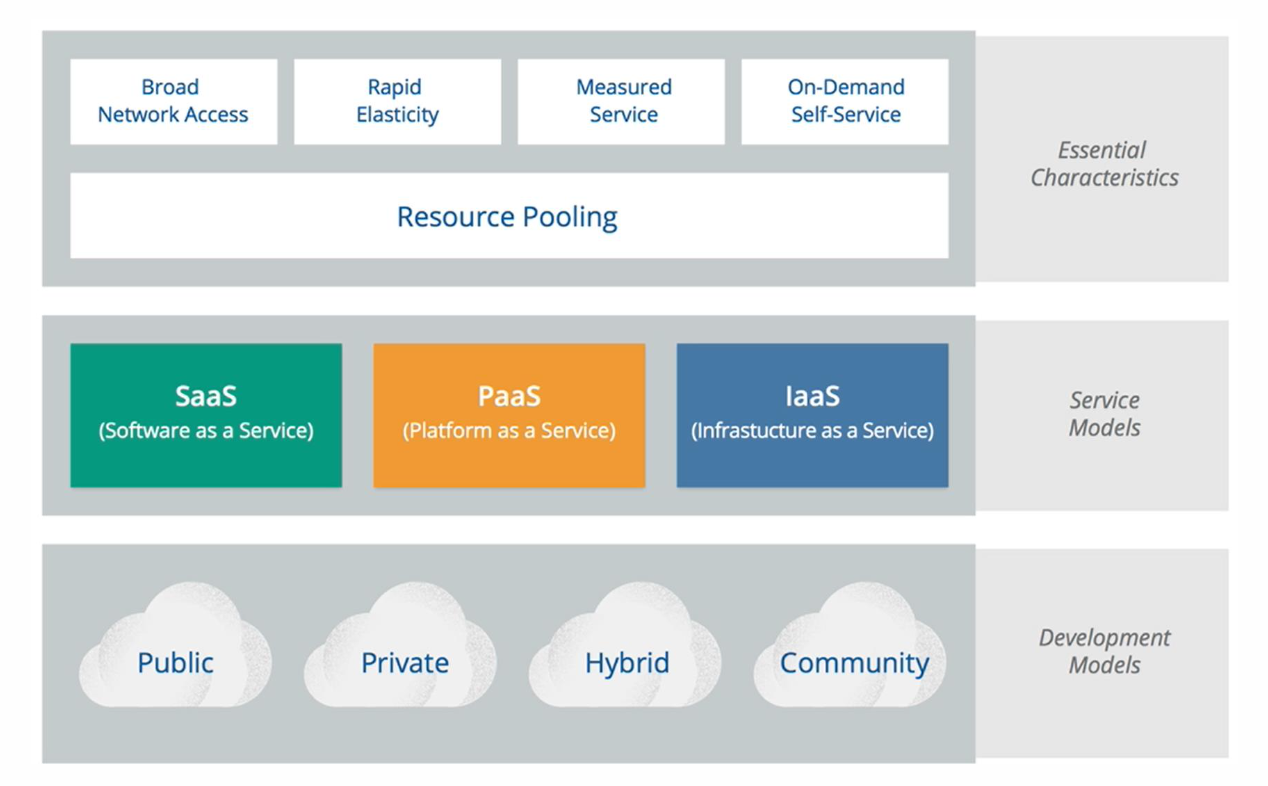 Broad
Network Access
Rapid
Elasticity
Measured
Service
On-Demand
Self-Service
Resource Pooling
Essential
Characteristics
SaaS
(Software as a Service)
PaaS
(Platform as a Service)
IaaS
(Infrastucture as a Service)
Service
Models
Public
Private
Hybrid
Community
Development
Models